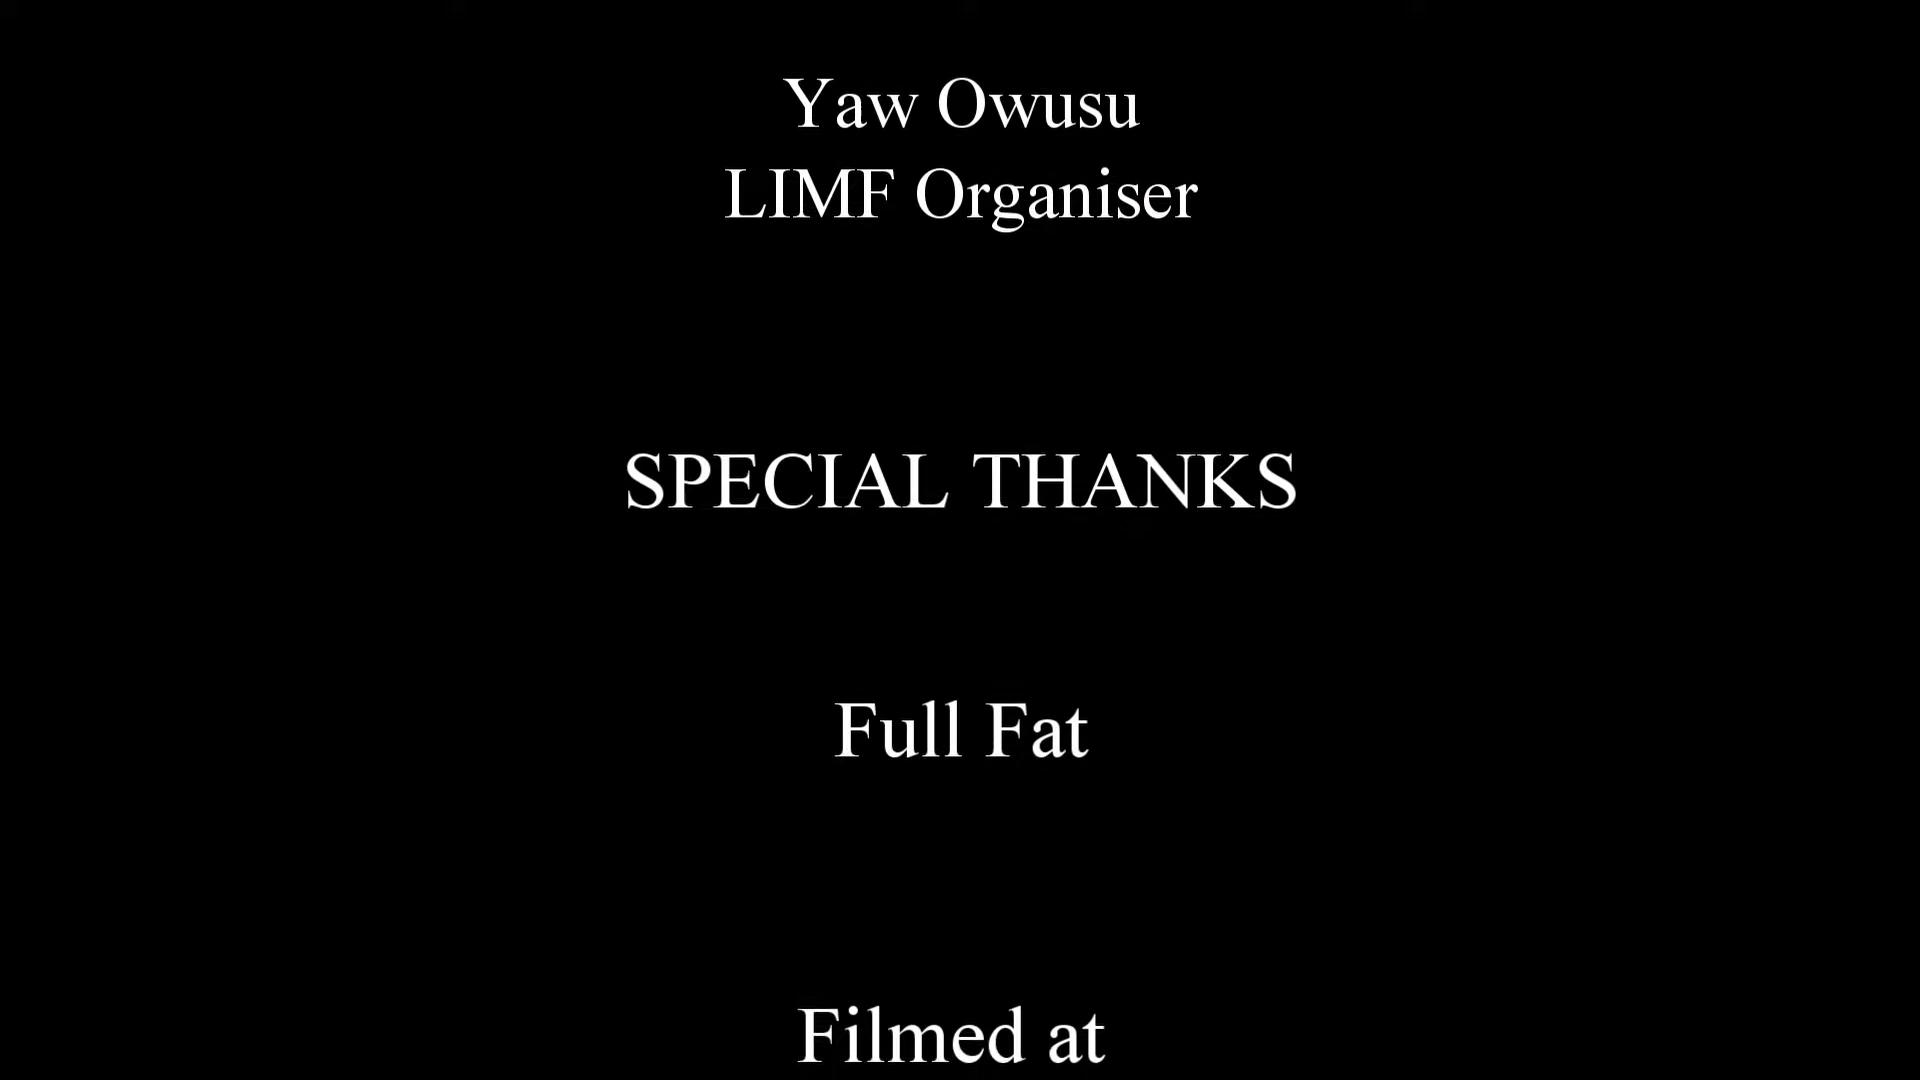 Yaw Owusu
LIMF Organiser
SPECIAL THANKS
Full Fat
Filmed at